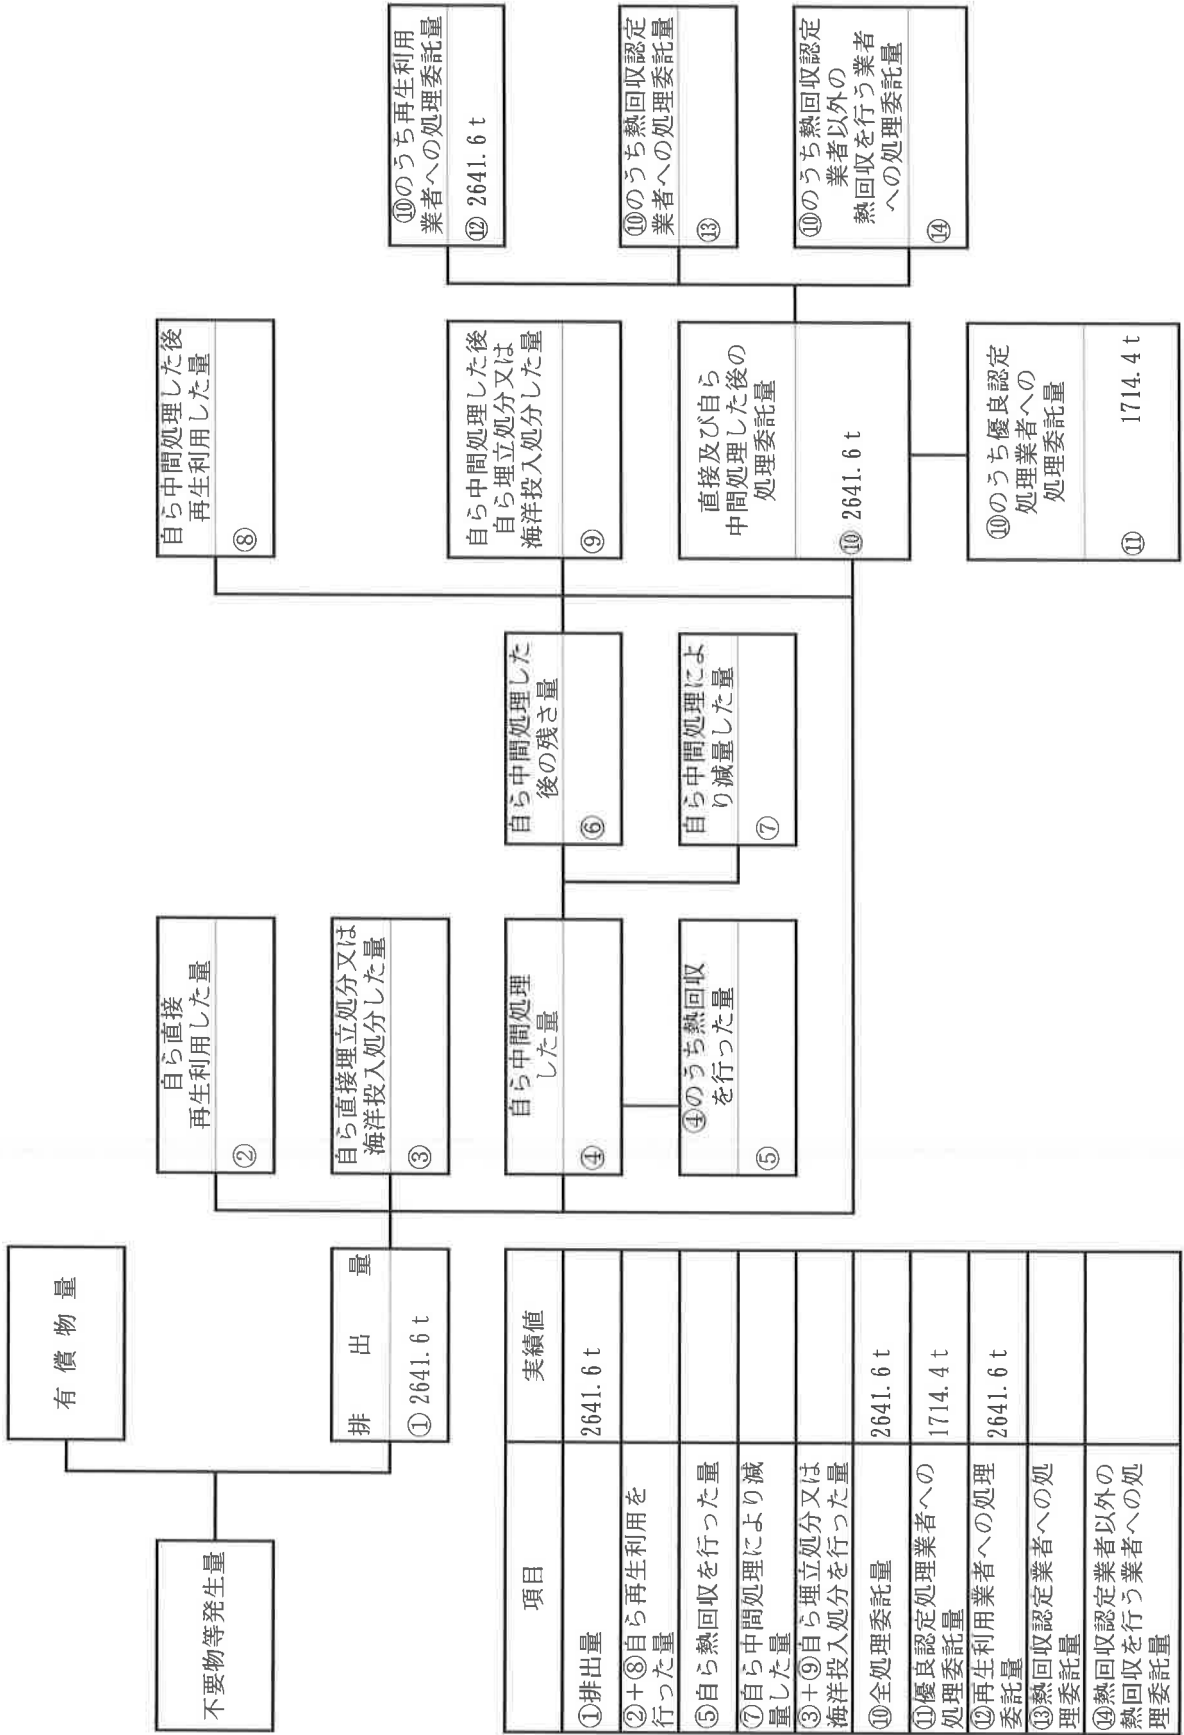 不要物等発生量
有償物量
排出量
① 2641.6 t
自ら直接
再生利用した量
②
自ら直接埋立処分又は
海洋投入処分した量
③
自ら中間処理
した量
④
④のうち熱回収
を行った量
⑤
自ら中間処理した
後の残さ量
⑥
自ら中間処理によ
り減量した量
⑦
自ら中間処理した後
再生利用した量
⑧
自ら中間処理した後
自ら埋立処分又は
海洋投入処分した量
⑨
直接及び自ら
中間処理した後の
処理委託量
⑩ 2641.6 t
⑩のうち優良認定
処理業者への
処理委託量
⑪ 1714.4 t
⑩のうち再生利用
業者への処理委託量
⑫ 2641.6 t
⑩のうち熱回収認定
業者への処理委託量
⑬
⑩のうち熱回収認定
業者以外の
熱回収を行う業者
への処理委託量
⑭
項目 実績値
①排出量 2641.6 t
②+⑧自ら再生利用を
行った量
⑤自ら熱回収を行った量
⑦自ら中間処理により減
量した量
③+⑨自ら埋立処分又は
海洋投入処分を行った量
⑩全処理委託量 2641.6 t
⑪優良認定処理業者への
処理委託量 1714.4 t
⑫再生利用業者への処理
委託量 2641.6 t
⑬熱回収認定業者への処
理委託量
⑭熱回収認定業者以外の
熱回収を行う業者への処
理委託量